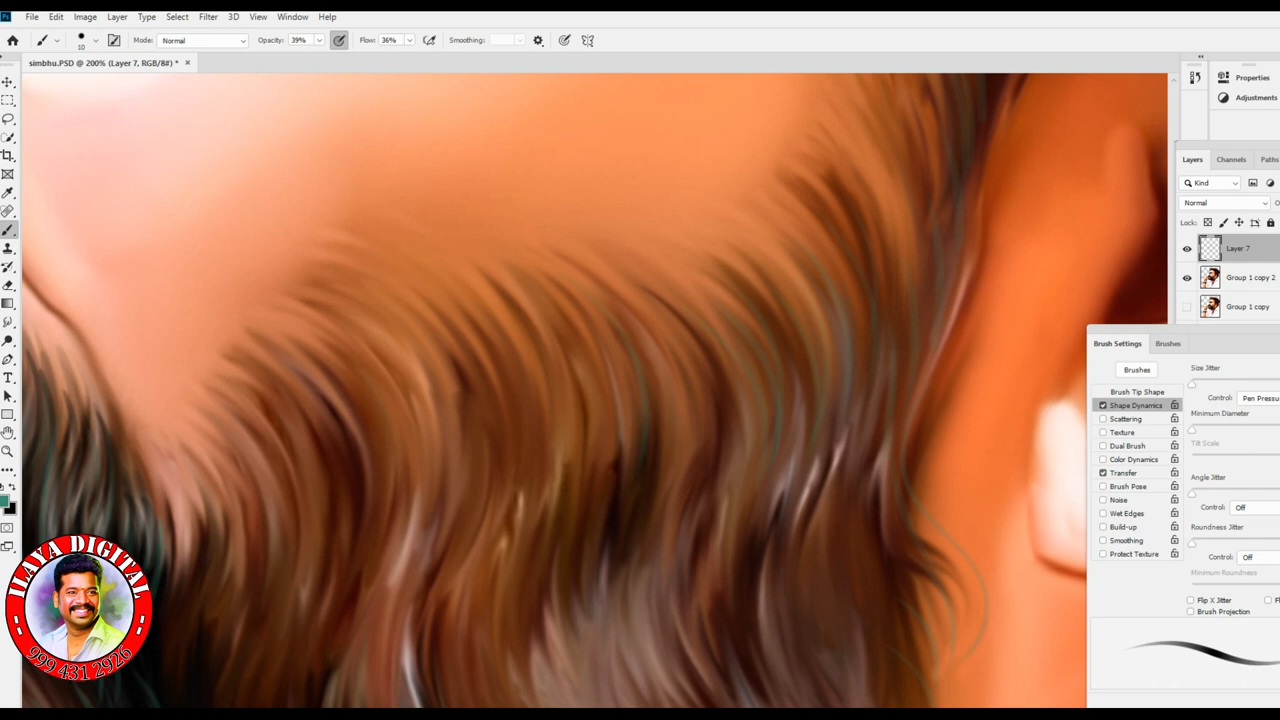 File Edit Image Layer Type Select Filter 3D View Window Help
10 Mode: Normal Opacity: 39% Flow: 36% Smoothing:
simbhu.PSD @ 200% (Layer 7, RGB/8#) *
Properties
Adjustments
Layers Channels Paths
Kind
Normal
Lock:
Layer 7
Group 1 copy 2
Group 1 copy
Brush Settings Brushes
Brushes
Brush Tip Shape
Shape Dynamics
Scattering
Texture
Dual Brush
Color Dynamics
Transfer
Brush Pose
Noise
Wet Edges
Build-up
Smoothing
Protect Texture
Size Jitter
Control: Pen Pressu
Minimum Diameter
Tilt Scale
Angle Jitter
Control: Off
Roundness Jitter
Control: Off
Minimum Roundness
Flip X Jitter
Brush Projection
ILAYA DIGITAL
999 431 2926